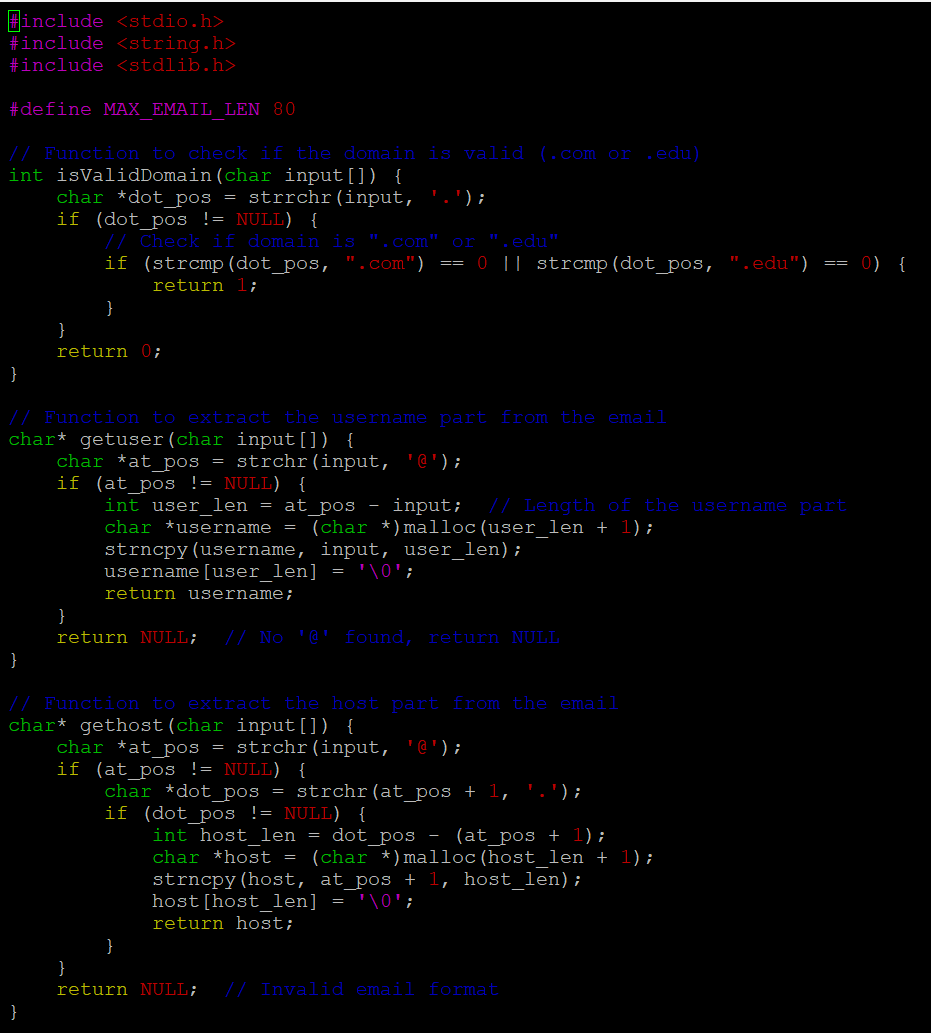 #include <stdio.h>
#include <string.h>
#include <stdlib.h>

#define MAX_EMAIL_LEN 80

// Function to check if the domain is valid (.com or .edu)
int isValidDomain(char input[]) {
    char *dot_pos = strrchr(input, '.');
    if (dot_pos != NULL) {
        // Check if domain is ".com" or ".edu"
        if (strcmp(dot_pos, ".com") == 0 || strcmp(dot_pos, ".edu") == 0) {
            return 1;
        }
    }
    return 0;
}

// Function to extract the username part from the email
char* getuser(char input[]) {
    char *at_pos = strchr(input, '@');
    if (at_pos != NULL) {
        int user_len = at_pos - input;  // Length of the username part
        char *username = (char *)malloc(user_len + 1);
        strncpy(username, input, user_len);
        username[user_len] = '\0';
        return username;
    }
    return NULL;  // No '@' found, return NULL
}

// Function to extract the host part from the email
char* gethost(char input[]) {
    char *at_pos = strchr(input, '@');
    if (at_pos != NULL) {
        char *dot_pos = strchr(at_pos + 1, '.');
        if (dot_pos != NULL) {
            int host_len = dot_pos - (at_pos + 1);
            char *host = (char *)malloc(host_len + 1);
            strncpy(host, at_pos + 1, host_len);
            host[host_len] = '\0';
            return host;
        }
    }
    return NULL;  // Invalid email format
}